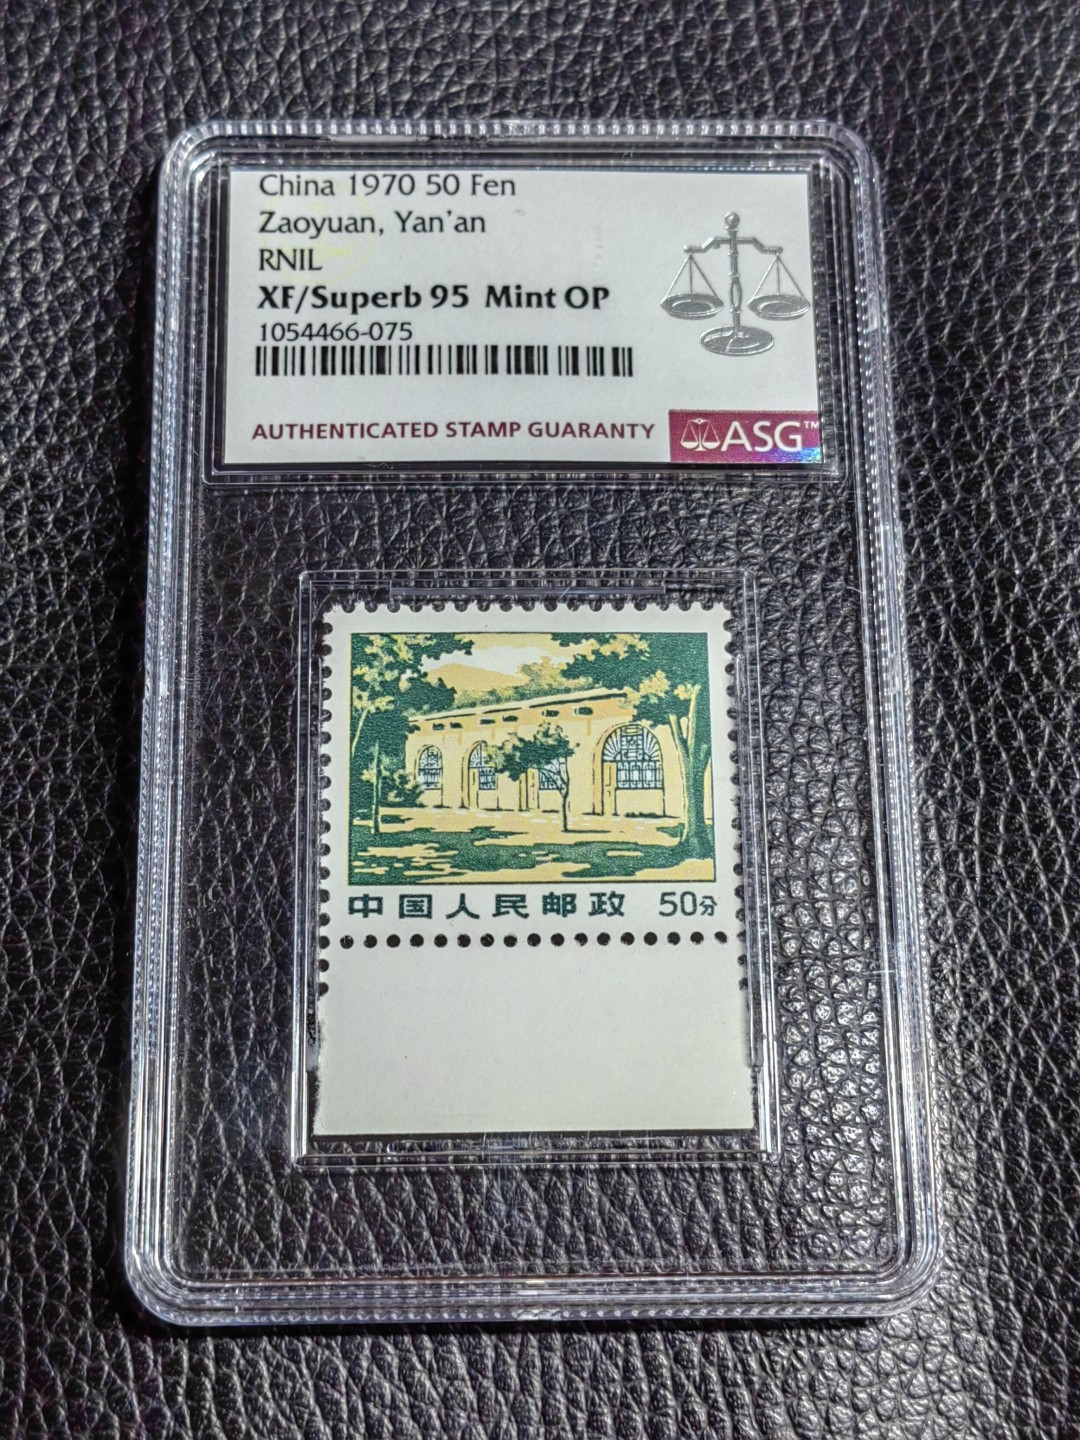 China 1970 50 Fen
Zaoyuan, Yan'an
RNIL
XF/Superb 95 Mint OP
1054466-075
AUTHENTICATED STAMP GUARANTY
ASG™
中国人民邮政 50分